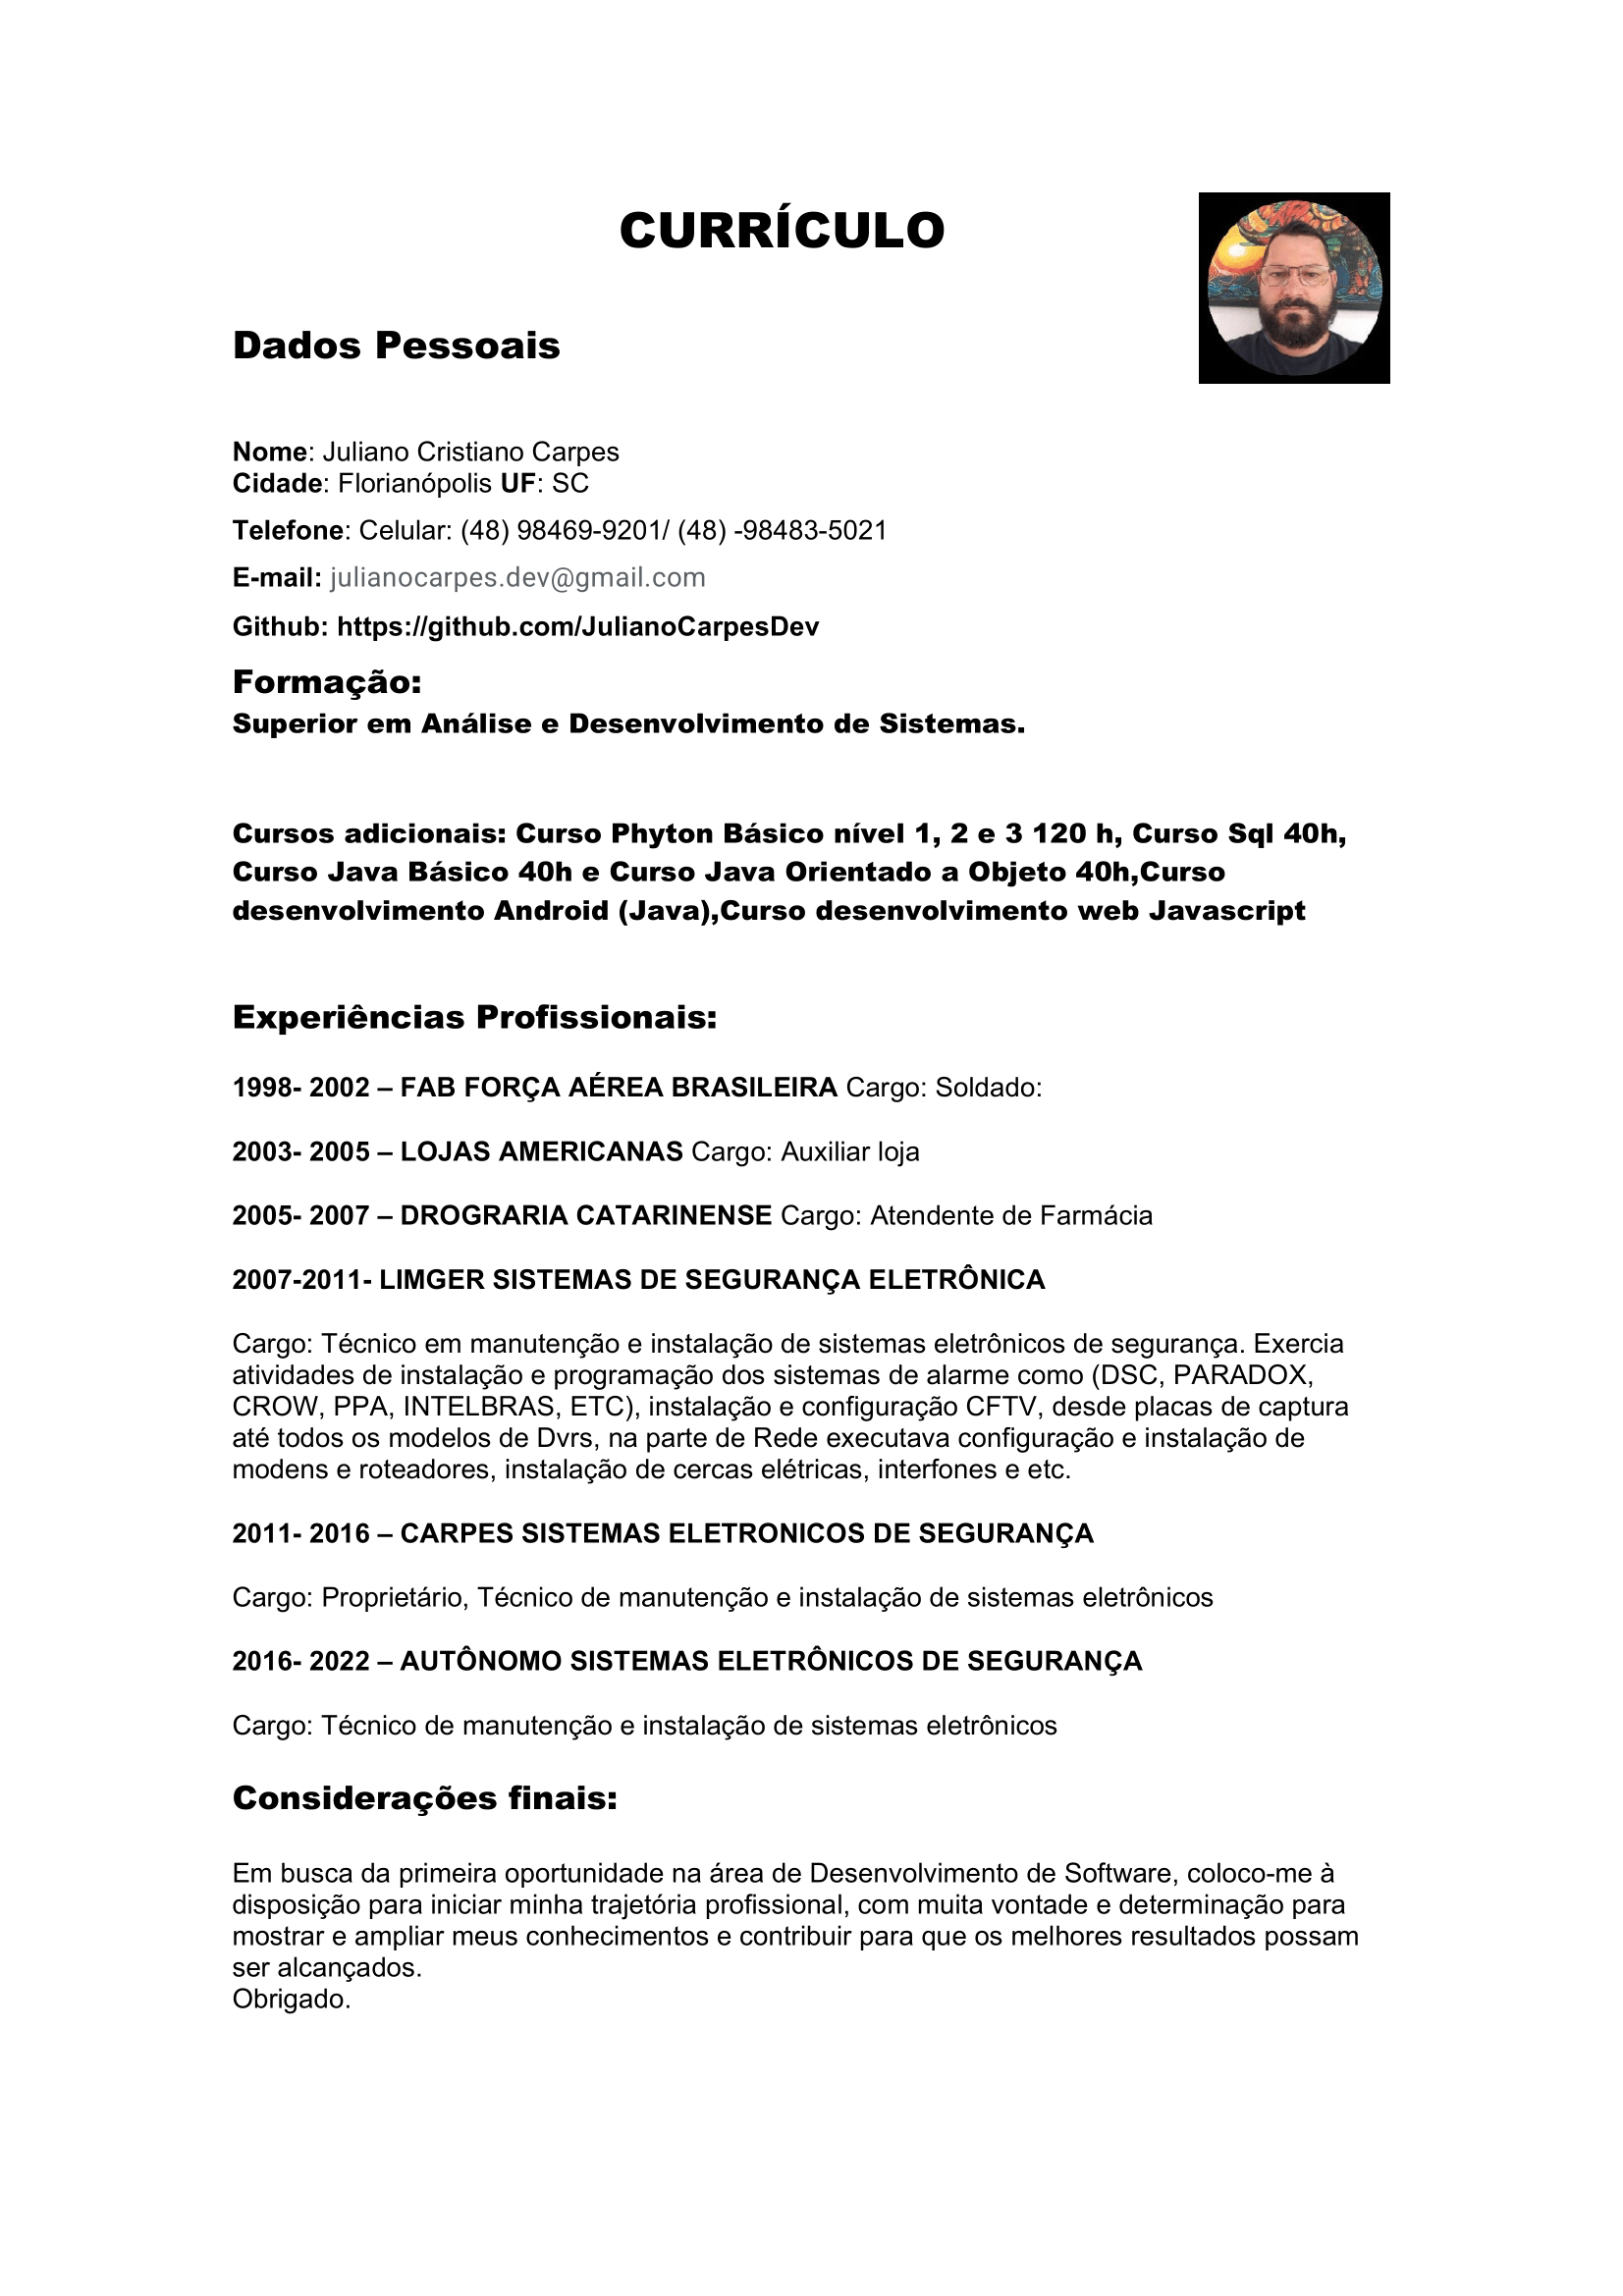 CURRÍCULO
Dados Pessoais
Nome: Juliano Cristiano Carpes
Cidade: Florianópolis UF: SC
Telefone: Celular: (48) 98469-9201/ (48) -98483-5021
E-mail: julianocarpes.dev@gmail.com
Github: https://github.com/JulianoCarpesDev
Formação:
Superior em Análise e Desenvolvimento de Sistemas.
Cursos adicionais: Curso Phyton Básico nível 1, 2 e 3 120 h, Curso Sql 40h,
Curso Java Básico 40h e Curso Java Orientado a Objeto 40h,Curso
desenvolvimento Android (Java),Curso desenvolvimento web Javascript
Experiências Profissionais:
1998- 2002 – FAB FORÇA AÉREA BRASILEIRA Cargo: Soldado:
2003- 2005 – LOJAS AMERICANAS Cargo: Auxiliar loja
2005- 2007 – DROGRARIA CATARINENSE Cargo: Atendente de Farmácia
2007-2011- LIMGER SISTEMAS DE SEGURANÇA ELETRÔNICA
Cargo: Técnico em manutenção e instalação de sistemas eletrônicos de segurança. Exercia
atividades de instalação e programação dos sistemas de alarme como (DSC, PARADOX,
CROW, PPA, INTELBRAS, ETC), instalação e configuração CFTV, desde placas de captura
até todos os modelos de Dvrs, na parte de Rede executava configuração e instalação de
modens e roteadores, instalação de cercas elétricas, interfones e etc.
2011- 2016 – CARPES SISTEMAS ELETRONICOS DE SEGURANÇA
Cargo: Proprietário, Técnico de manutenção e instalação de sistemas eletrônicos
2016- 2022 – AUTÔNOMO SISTEMAS ELETRÔNICOS DE SEGURANÇA
Cargo: Técnico de manutenção e instalação de sistemas eletrônicos
Considerações finais:
Em busca da primeira oportunidade na área de Desenvolvimento de Software, coloco-me à
disposição para iniciar minha trajetória profissional, com muita vontade e determinação para
mostrar e ampliar meus conhecimentos e contribuir para que os melhores resultados possam
ser alcançados.
Obrigado.